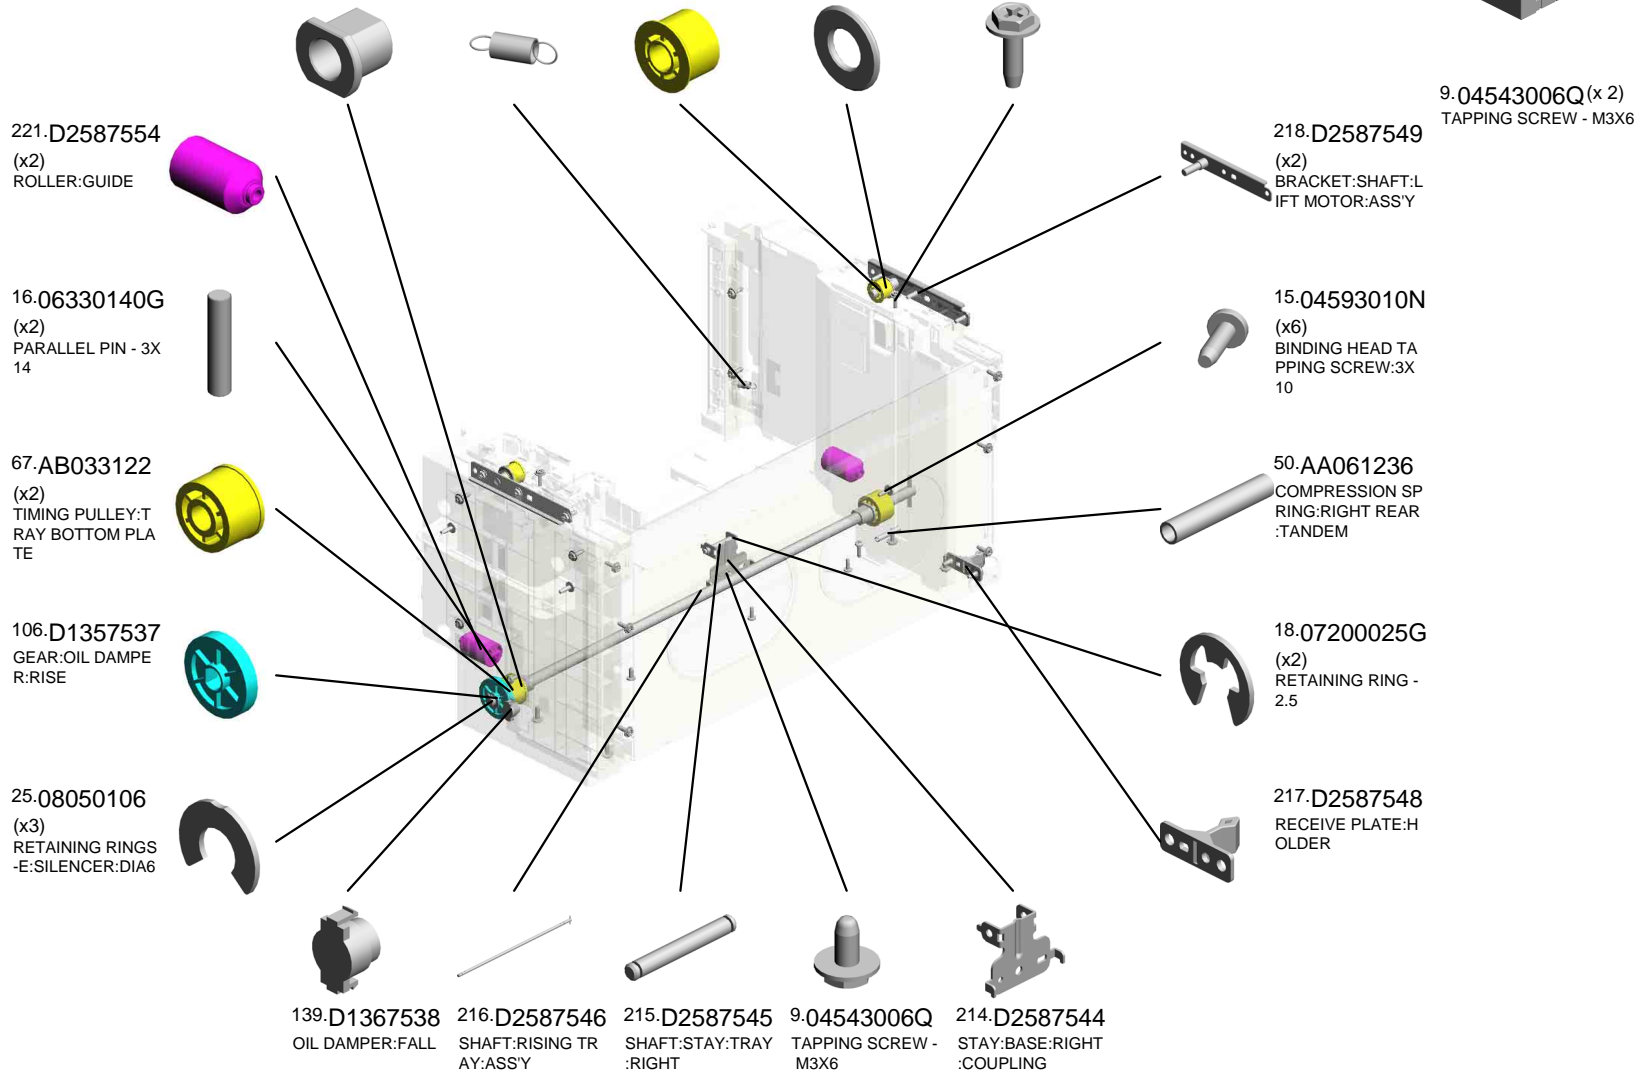 9.04543006Q (x 2)
TAPPING SCREW - M3X6
221.D2587554
(x2)
ROLLER:GUIDE
16.06330140G
(x2)
PARALLEL PIN - 3X
14
67.AB033122
(x2)
TIMING PULLEY:T
RAY BOTTOM PLA
TE
106.D1357537
GEAR:OIL DAMPE
R:RISE
25.08050106
(x3)
RETAINING RINGS
-E:SILENCER:DIA6
218.D2587549
(x2)
BRACKET:SHAFT:L
IFT MOTOR:ASS'Y
15.04593010N
(x6)
BINDING HEAD TA
PPING SCREW:3X
10
50.AA061236
COMPRESSION SP
RING:RIGHT REAR
:TANDEM
18.07200025G
(x2)
RETAINING RING -
2.5
217.D2587548
RECEIVE PLATE:H
OLDER
139.D1367538
OIL DAMPER:FALL
216.D2587546
SHAFT:RISING TR
AY:ASS'Y
215.D2587545
SHAFT:STAY:TRAY
:RIGHT
9.04543006Q
TAPPING SCREW -
M3X6
214.D2587544
STAY:BASE:RIGHT
:COUPLING